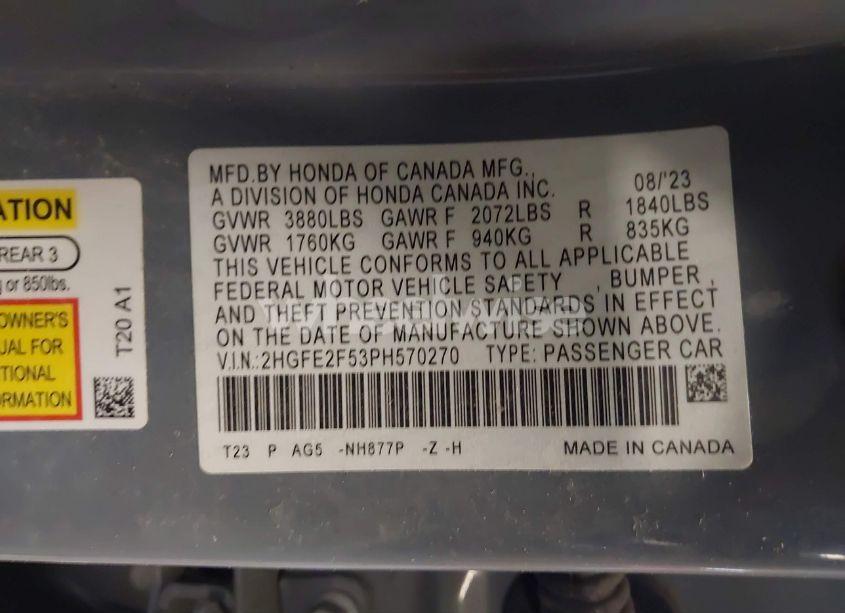 ATION
REAR 3
g or 850lbs.
OWNER'S
UAL FOR
TIONAL
ORMATION
T20 A1
MFD.BY HONDA OF CANADA MFG.,
A DIVISION OF HONDA CANADA INC. 08/'23
GVWR 3880LBS GAWR F 2072LBS R 1840LBS
GVWR 1760KG GAWR F 940KG R 835KG
THIS VEHICLE CONFORMS TO ALL APPLICABLE
FEDERAL MOTOR VEHICLE SAFETY , BUMPER ,
AND THEFT PREVENTION STANDARDS IN EFFECT
ON THE DATE OF MANUFACTURE SHOWN ABOVE.
V.I.N.:2HGFE2F53PH570270 TYPE: PASSENGER CAR
T23 P AG5 -NH877P -Z -H MADE IN CANADA